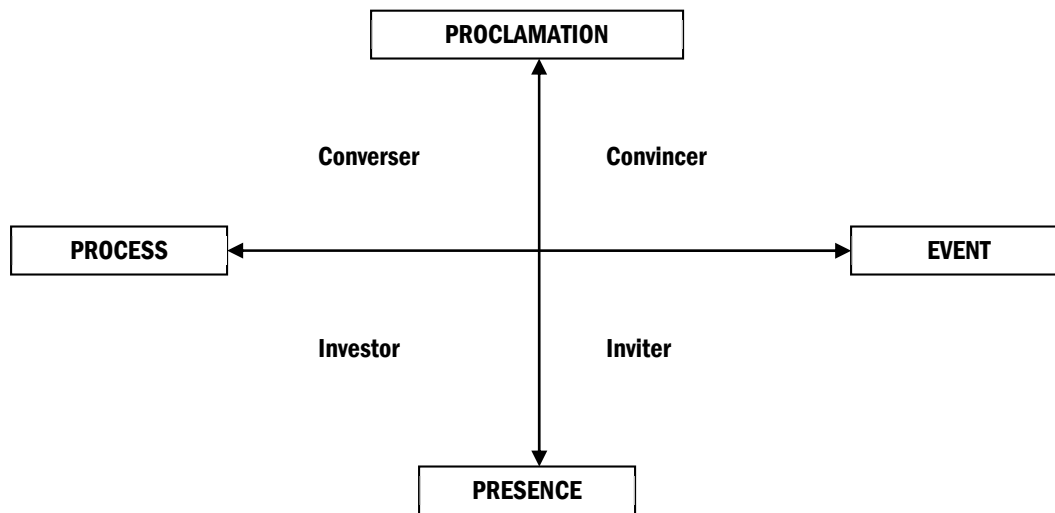 PROCLAMATION
Converser Convincer
PROCESS EVENT
Investor Inviter
PRESENCE